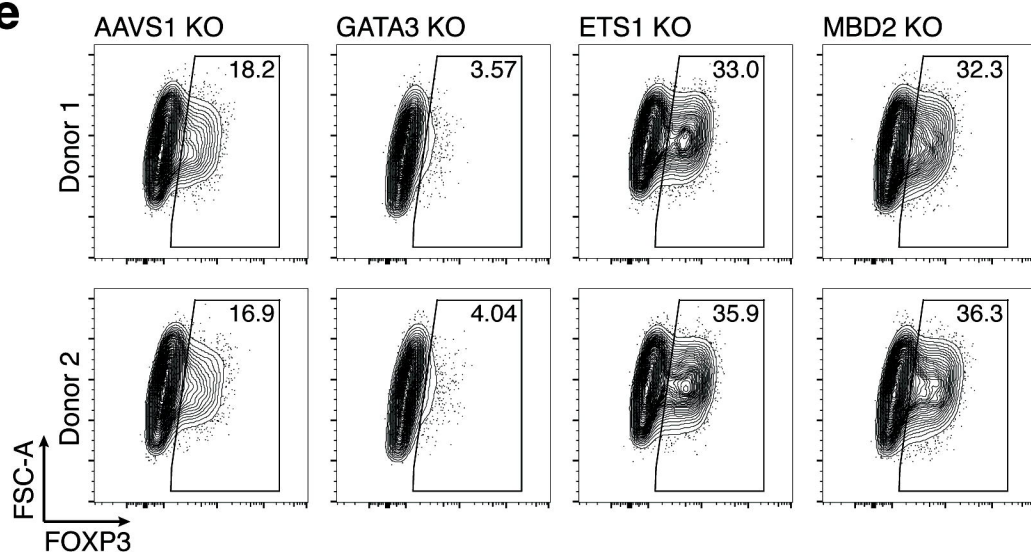 e
AAVS1 KO
GATA3 KO
ETS1 KO
MBD2 KO
Donor 1
18.2
3.57
33.0
32.3
Donor 2
16.9
4.04
35.9
36.3
FSC-A
FOXP3